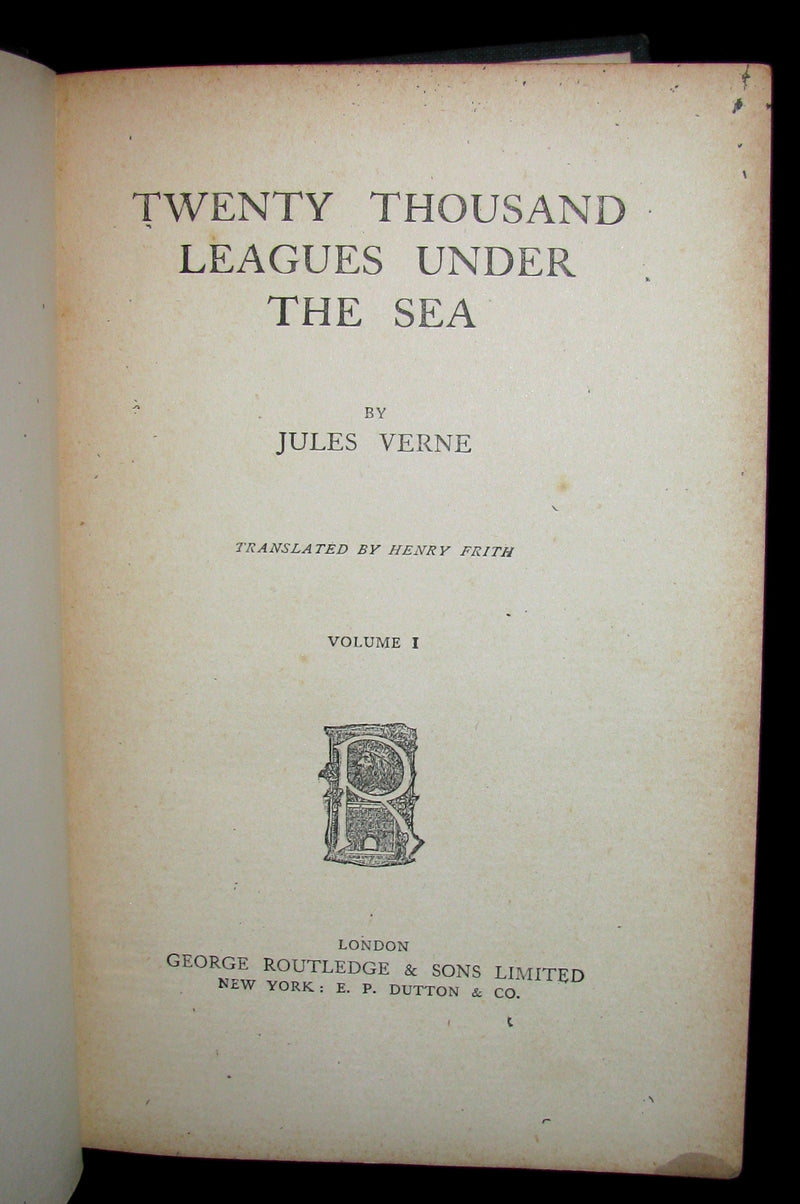 TWENTY THOUSAND
LEAGUES UNDER
THE SEA
BY
JULES VERNE
TRANSLATED BY HENRY FRITH
VOLUME I
R
LONDON
GEORGE ROUTLEDGE & SONS LIMITED
NEW YORK: E. P. DUTTON & CO.